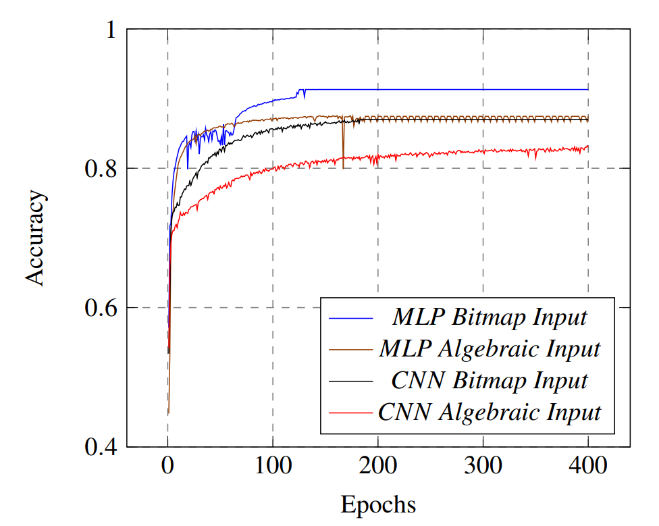 1
0.8
0.6
0.4
Accuracy
0 100 200 300 400
Epochs
MLP Bitmap Input
MLP Algebraic Input
CNN Bitmap Input
CNN Algebraic Input